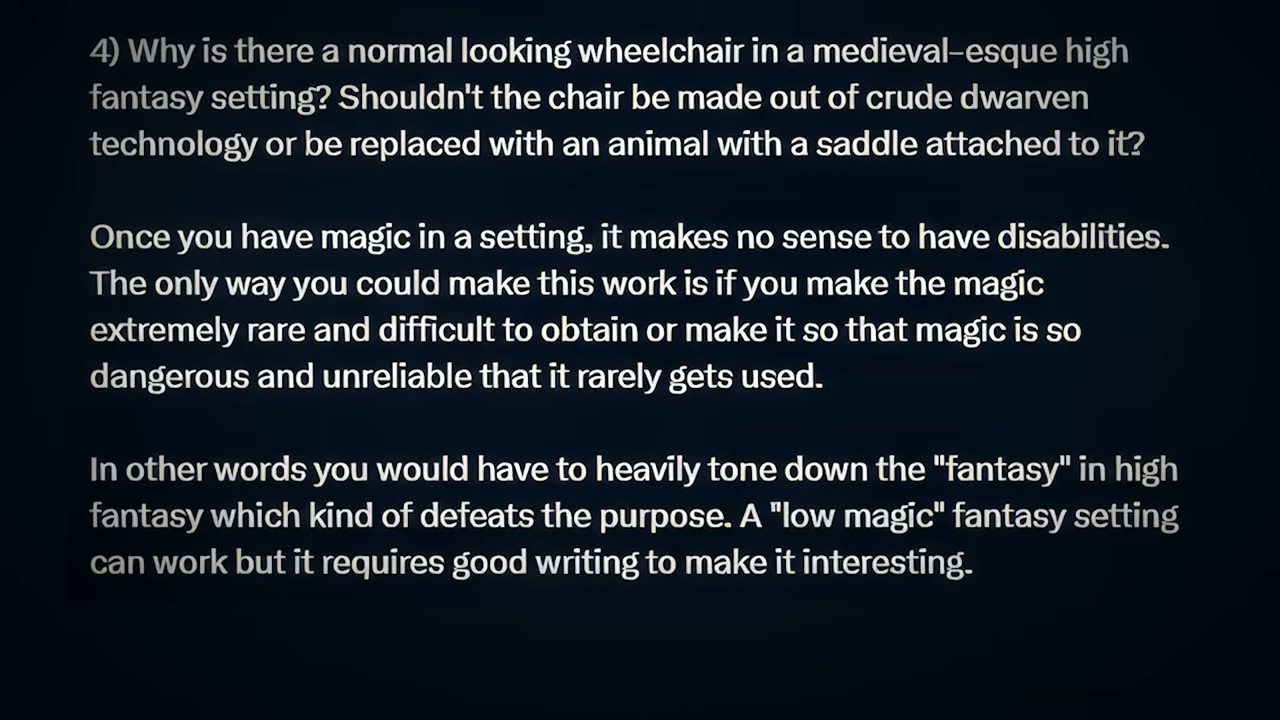 4) Why is there a normal looking wheelchair in a medieval-esque high
fantasy setting? Shouldn't the chair be made out of crude dwarven
technology or be replaced with an animal with a saddle attached to it?
Once you have magic in a setting, it makes no sense to have disabilities.
The only way you could make this work is if you make the magic
extremely rare and difficult to obtain or make it so that magic is so
dangerous and unreliable that it rarely gets used.
In other words you would have to heavily tone down the "fantasy" in high
fantasy which kind of defeats the purpose. A "low magic" fantasy setting
can work but it requires good writing to make it interesting.